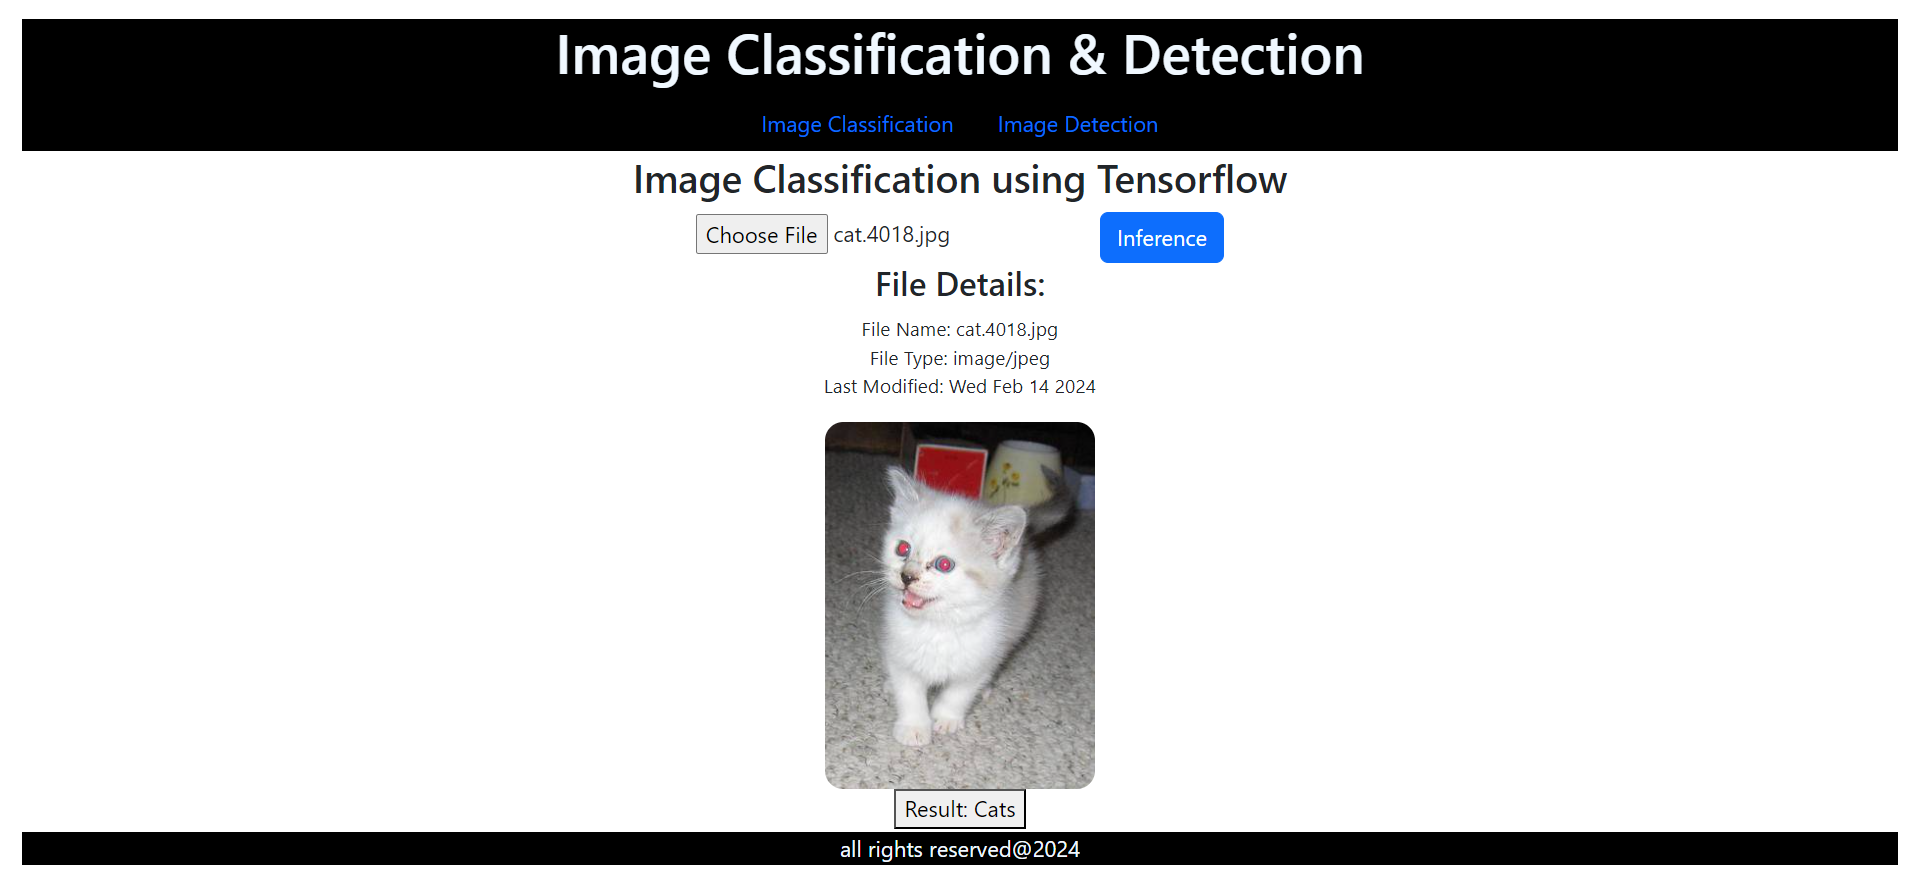 Image Classification & Detection
Image Classification Image Detection
Image Classification using Tensorflow
Choose File cat.4018.jpg Inference
File Details:
File Name: cat.4018.jpg
File Type: image/jpeg
Last Modified: Wed Feb 14 2024
Result: Cats
all rights reserved@2024